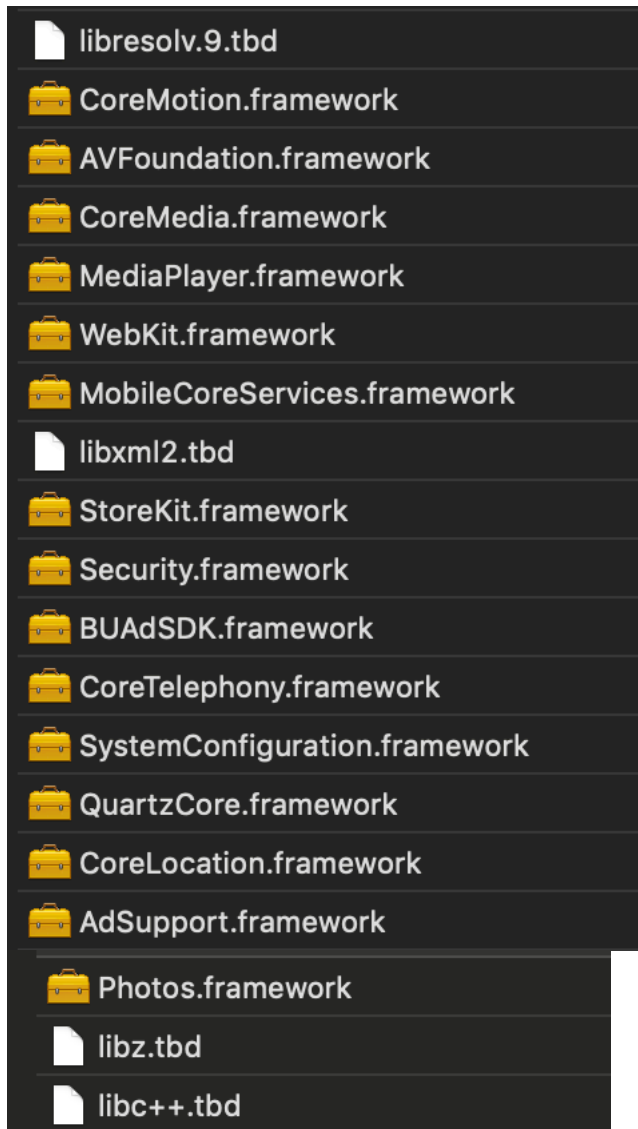 libresolv.9.tbd
CoreMotion.framework
AVFoundation.framework
CoreMedia.framework
MediaPlayer.framework
WebKit.framework
MobileCoreServices.framework
libxml2.tbd
StoreKit.framework
Security.framework
BUAdSDK.framework
CoreTelephony.framework
SystemConfiguration.framework
QuartzCore.framework
CoreLocation.framework
AdSupport.framework
Photos.framework
libz.tbd
libc++.tbd